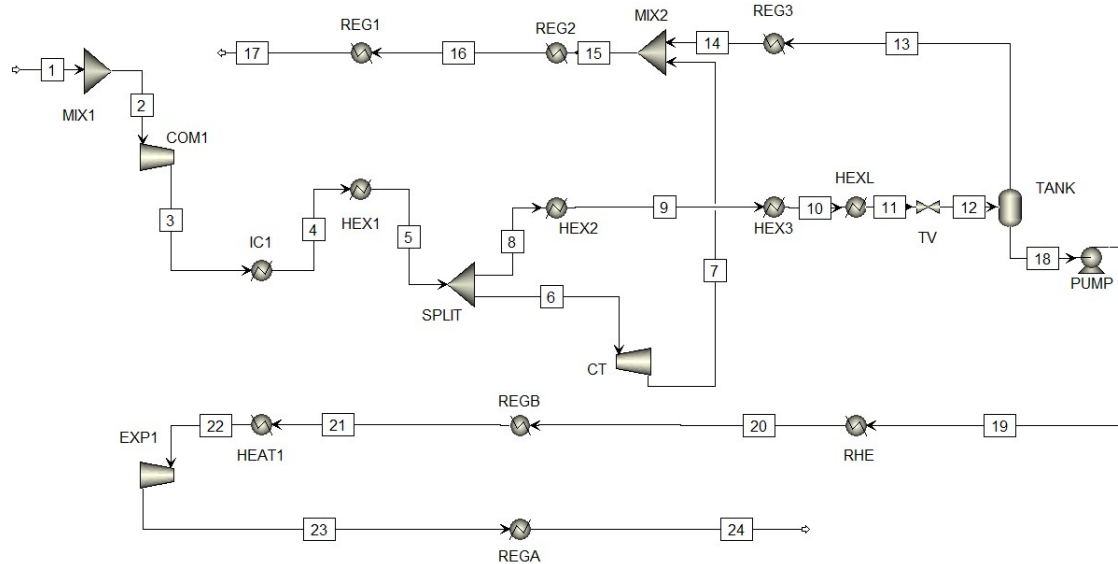 REG1
REG2
MIX2
REG3
17
16
15
14
13
1
MIX1
2
COM1
3
IC1
4
HEX1
5
SPLIT
8
HEX2
9
HEX3
10
HEXL
11
TV
12
TANK
18
PUMP
6
7
CT
EXP1
22
HEAT1
21
REGB
20
RHE
19
23
REGA
24